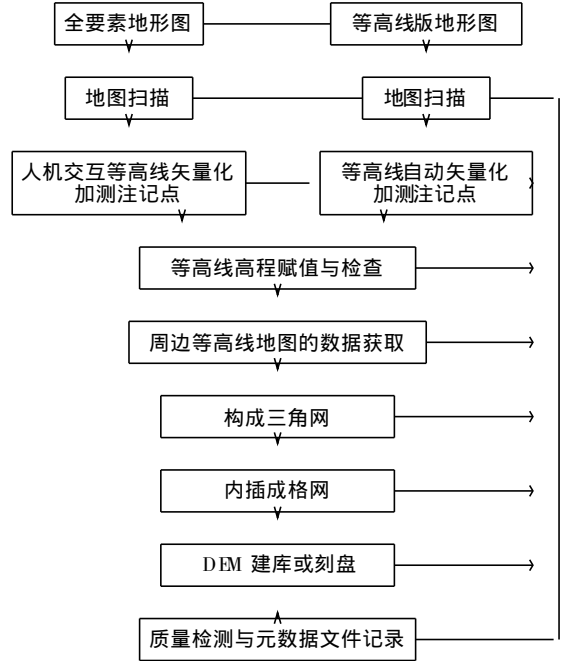 全要素地形图
等高线版地形图
地图扫描
地图扫描
人机交互等高线矢量化
加测注记点
等高线自动矢量化
加测注记点
等高线高程赋值与检查
周边等高线地图的数据获取
构成三角网
内插成格网
DEM 建库或刻盘
质量检测与元数据文件记录